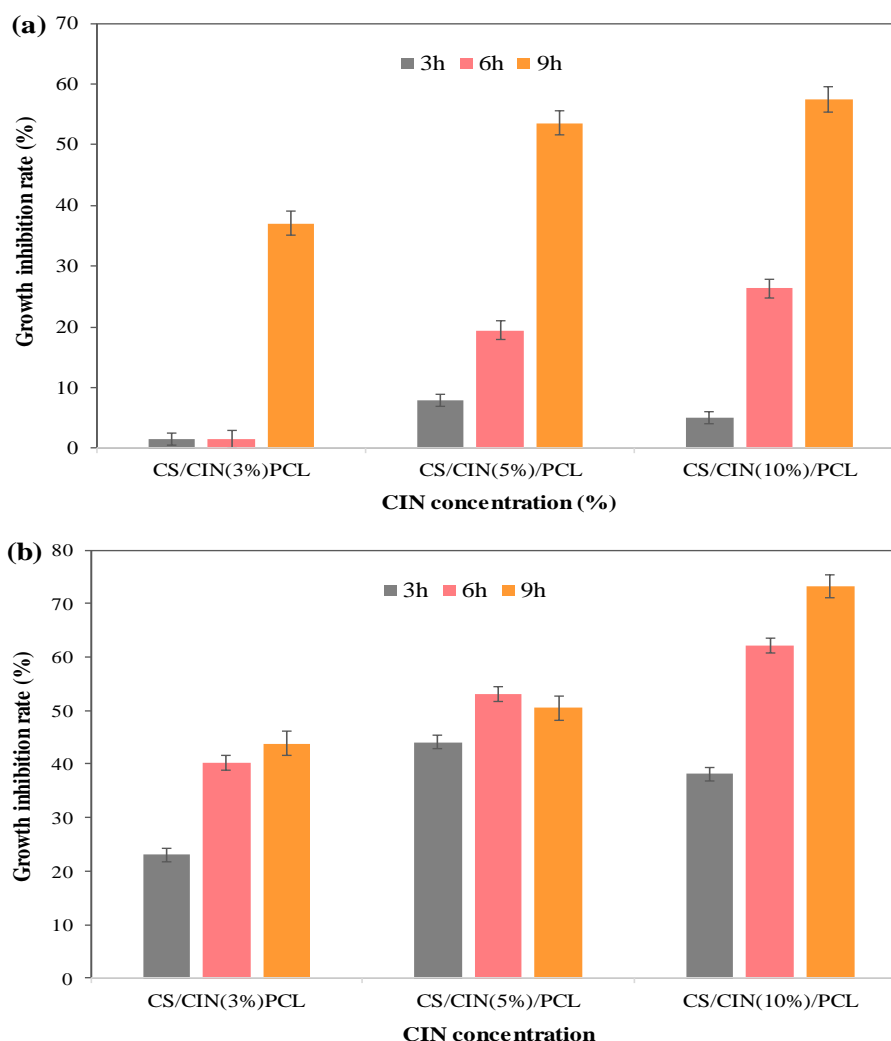 (a)
70
60
50
40
30
20
10
0
Growth inhibition rate (%)
3h 6h 9h
CS/CIN(3%)PCL CS/CIN(5%)/PCL CS/CIN(10%)/PCL
CIN concentration (%)
(b)
80
70
60
50
40
30
20
10
0
Growth inhibition rate (%)
3h 6h 9h
CS/CIN(3%)PCL CS/CIN(5%)/PCL CS/CIN(10%)/PCL
CIN concentration